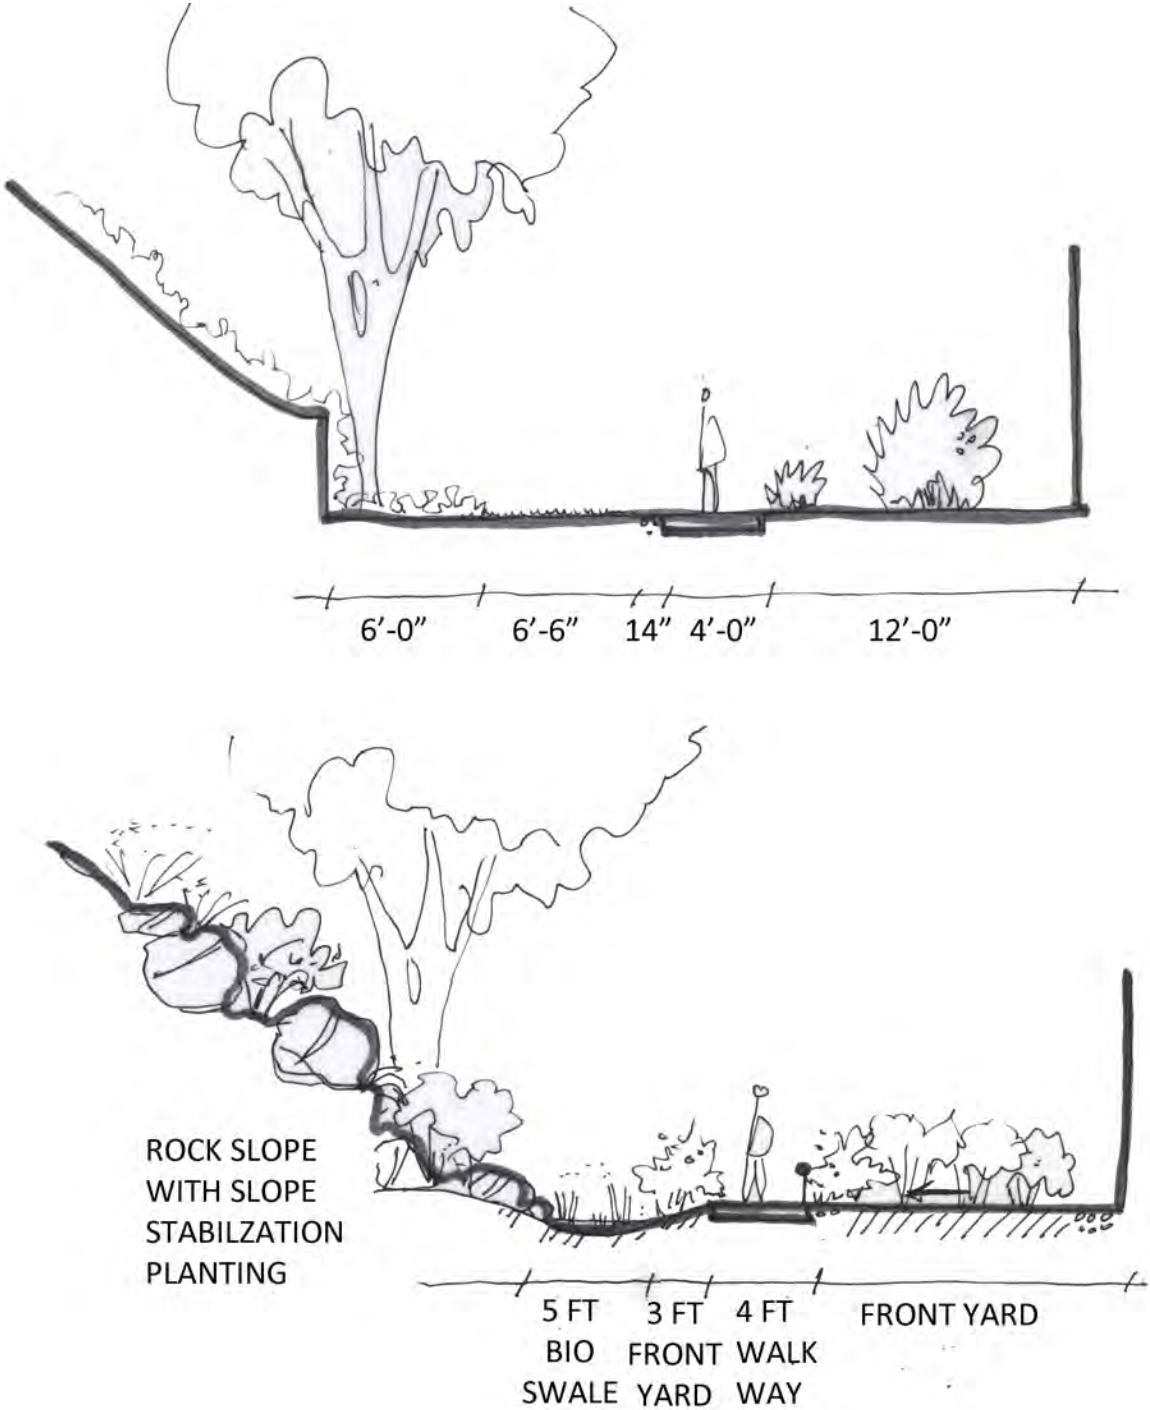 6’-0” 6’-6” 14” 4’-0” 12’-0”
ROCK SLOPE
WITH SLOPE
STABILZATION
PLANTING
5 FT 3 FT 4 FT FRONT YARD
BIO FRONT WALK
SWALE YARD WAY